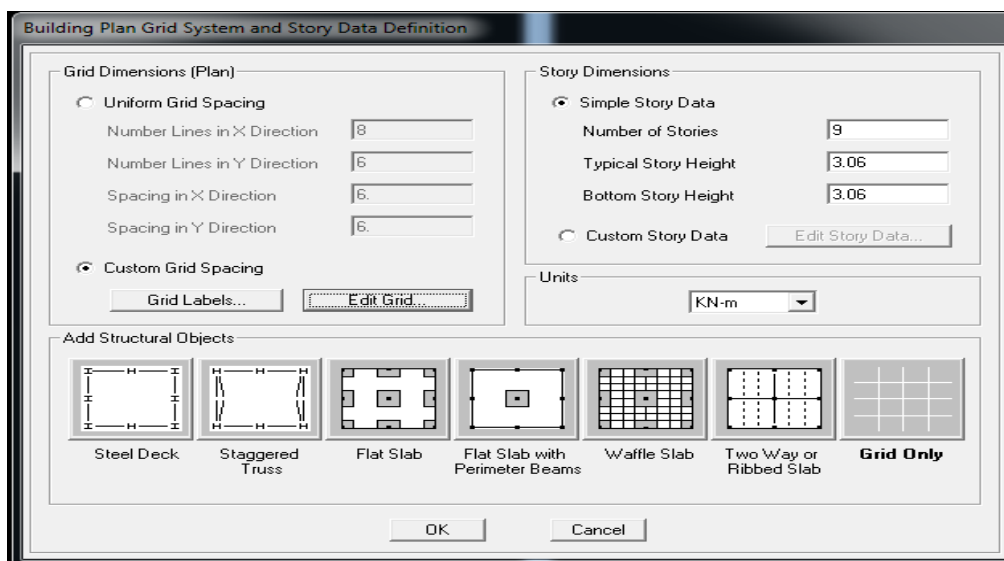 Building Plan Grid System and Story Data Definition
Grid Dimensions (Plan)
Uniform Grid Spacing
Number Lines in X Direction 8
Number Lines in Y Direction 6
Spacing in X Direction 6.
Spacing in Y Direction 6.
Custom Grid Spacing
Grid Labels... Edit Grid...
Story Dimensions
Simple Story Data
Number of Stories 9
Typical Story Height 3.06
Bottom Story Height 3.06
Custom Story Data Edit Story Data...
Units
KN-m
Add Structural Objects
Steel Deck
Staggered
Truss
Flat Slab
Flat Slab with
Perimeter Beams
Waffle Slab
Two Way or
Ribbed Slab
Grid Only
OK Cancel